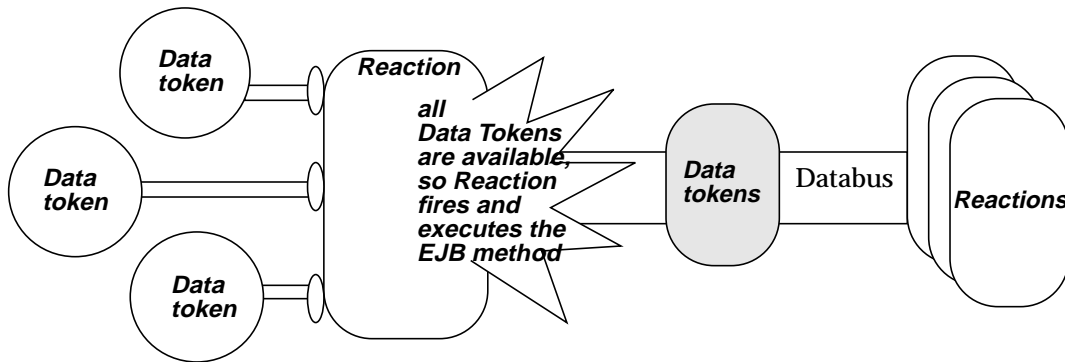 Data
token
Data
token
Data
token
Reaction
all
Data Tokens
are available,
so Reaction
fires and
executes the
EJB method
Data
tokens
Databus
Reactions